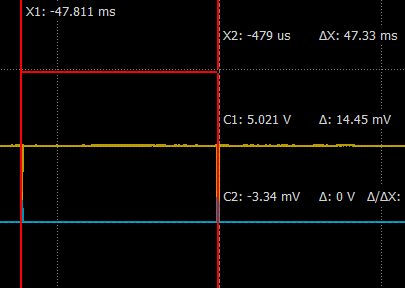 X1: -47.811 ms
X2: -479 us ΔX: 47.33 ms
C1: 5.021 V Δ: 14.45 mV
C2: -3.34 mV Δ: 0 V Δ/ΔX: